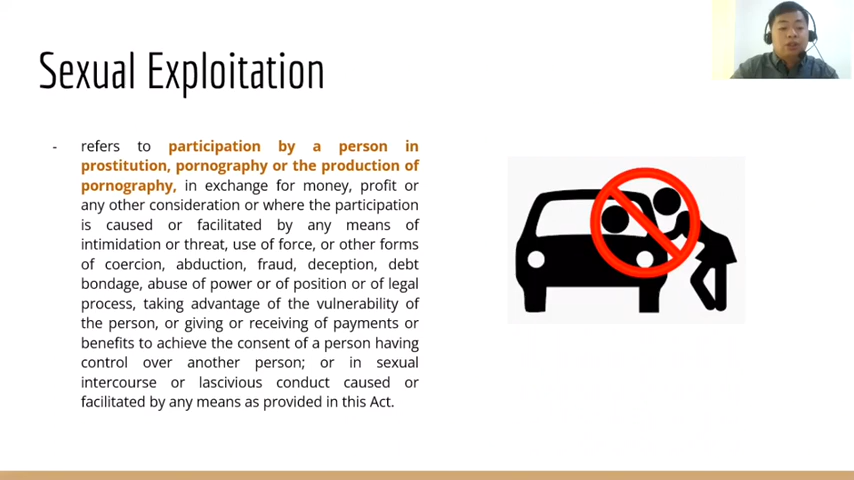 Sexual Exploitation
- refers to participation by a person in
prostitution, pornography or the production of
pornography, in exchange for money, profit or
any other consideration or where the participation
is caused or facilitated by any means of
intimidation or threat, use of force, or other forms
of coercion, abduction, fraud, deception, debt
bondage, abuse of power or of position or of legal
process, taking advantage of the vulnerability of
the person, or giving or receiving of payments or
benefits to achieve the consent of a person having
control over another person; or in sexual
intercourse or lascivious conduct caused or
facilitated by any means as provided in this Act.